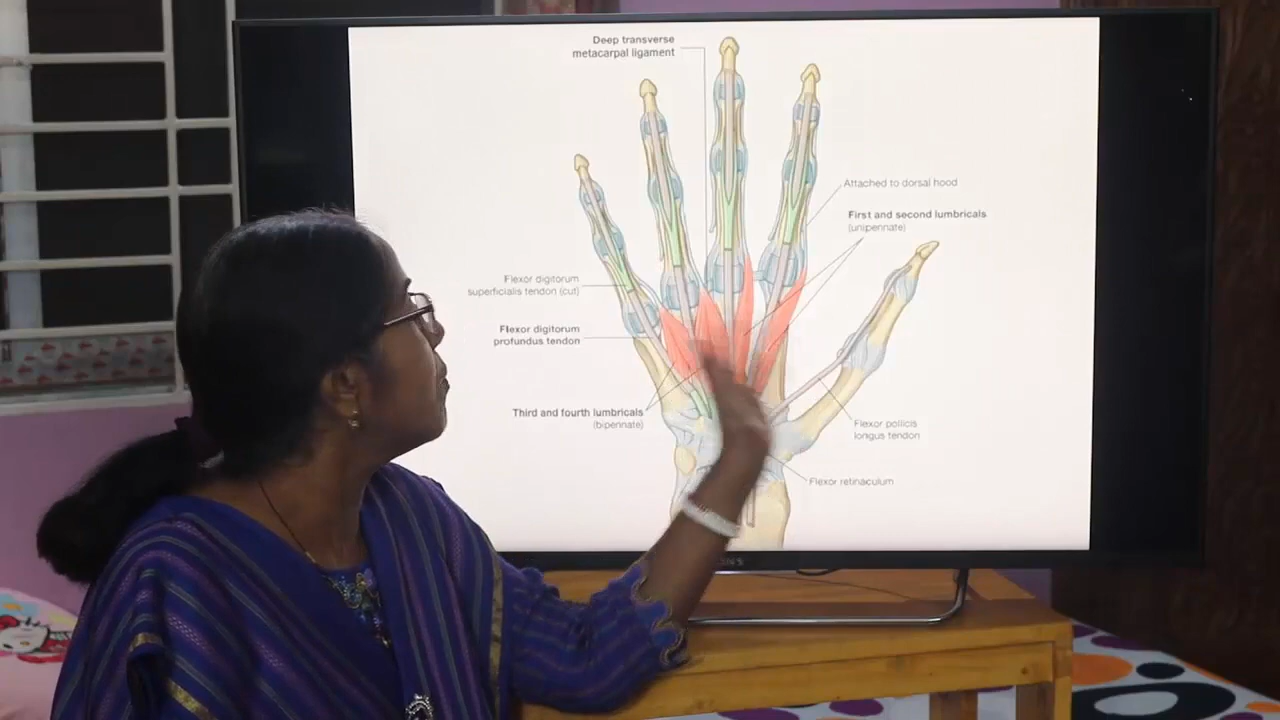 Deep transverse
metacarpal ligament
Attached to dorsal hood
First and second lumbricals
(unipennate)
Flexor digitorum
superficialis tendon (cut)
Flexor digitorum
profundus tendon
Third and fourth lumbricals
(bipennate)
Flexor pollicis
longus tendon
Flexor retinaculum